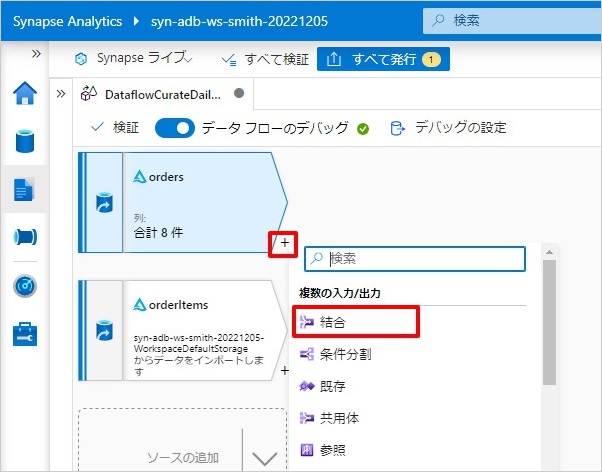 Synapse Analytics ▸ syn-adb-ws-smith-20221205
検索
Synapse ライブ
すべて検証
すべて発行 1
DataflowCurateDail...
検証
データ フローのデバッグ
デバッグの設定
orders
列:
合計 8 件
+
検索
複数の入力/出力
結合
条件分割
既存
共用体
参照
orderItems
syn-adb-ws-smith-20221205-
WorkspaceDefaultStorage
からデータをインポートしま
す
+
ソースの追加